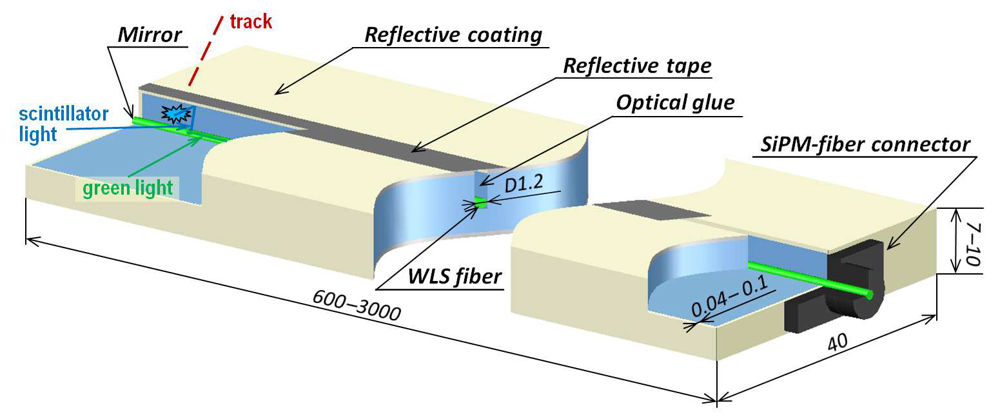 track
Mirror
Reflective coating
Reflective tape
Optical glue
scintillator
light
SiPM-fiber connector
green light
D1.2
7–10
WLS fiber
0.04–0.1
600–3000
40